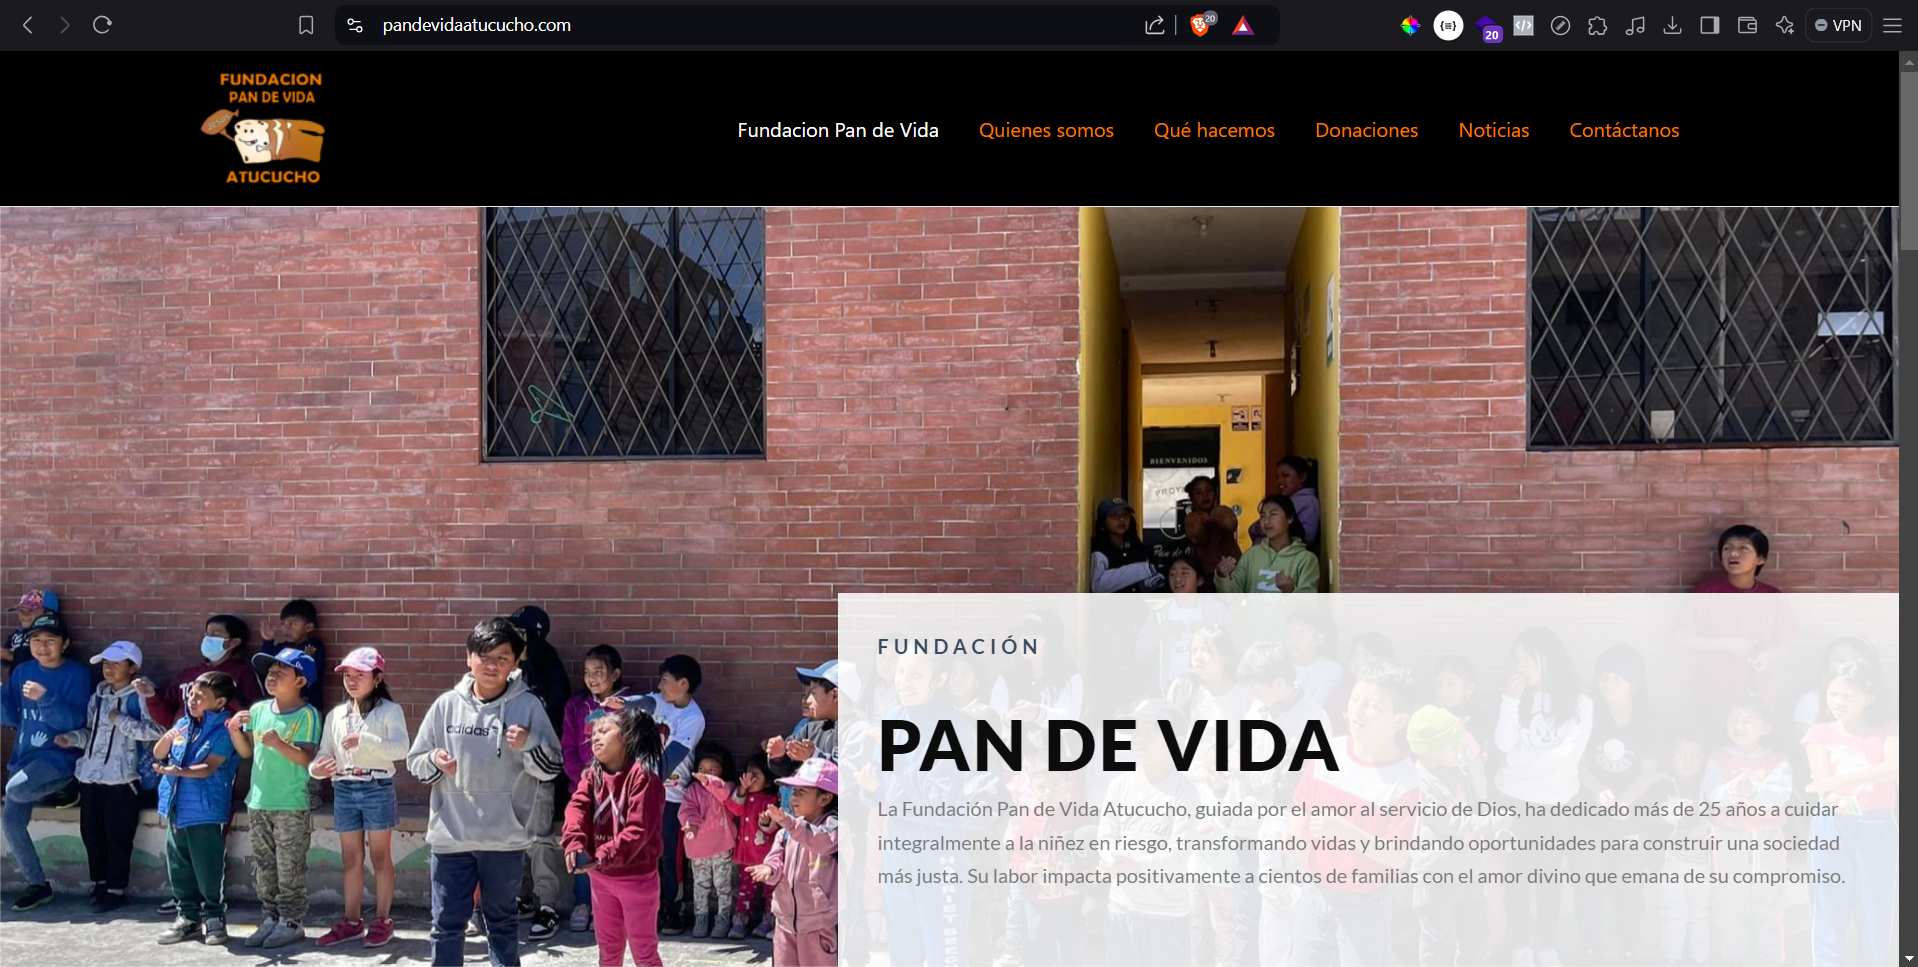 pandevidaatucucho.com
20
20
VPN
FUNDACION
PAN DE VIDA
Jesus
ATUCUCHO
Fundacion Pan de Vida
Quienes somos
Qué hacemos
Donaciones
Noticias
Contáctanos
BIENVENIDOS
adidas
FUNDACIÓN
PAN DE VIDA
La Fundación Pan de Vida Atucucho, guiada por el amor al servicio de Dios, ha dedicado más de 25 años a cuidar
integralmente a la niñez en riesgo, transformando vidas y brindando oportunidades para construir una sociedad
más justa. Su labor impacta positivamente a cientos de familias con el amor divino que emana de su compromiso.